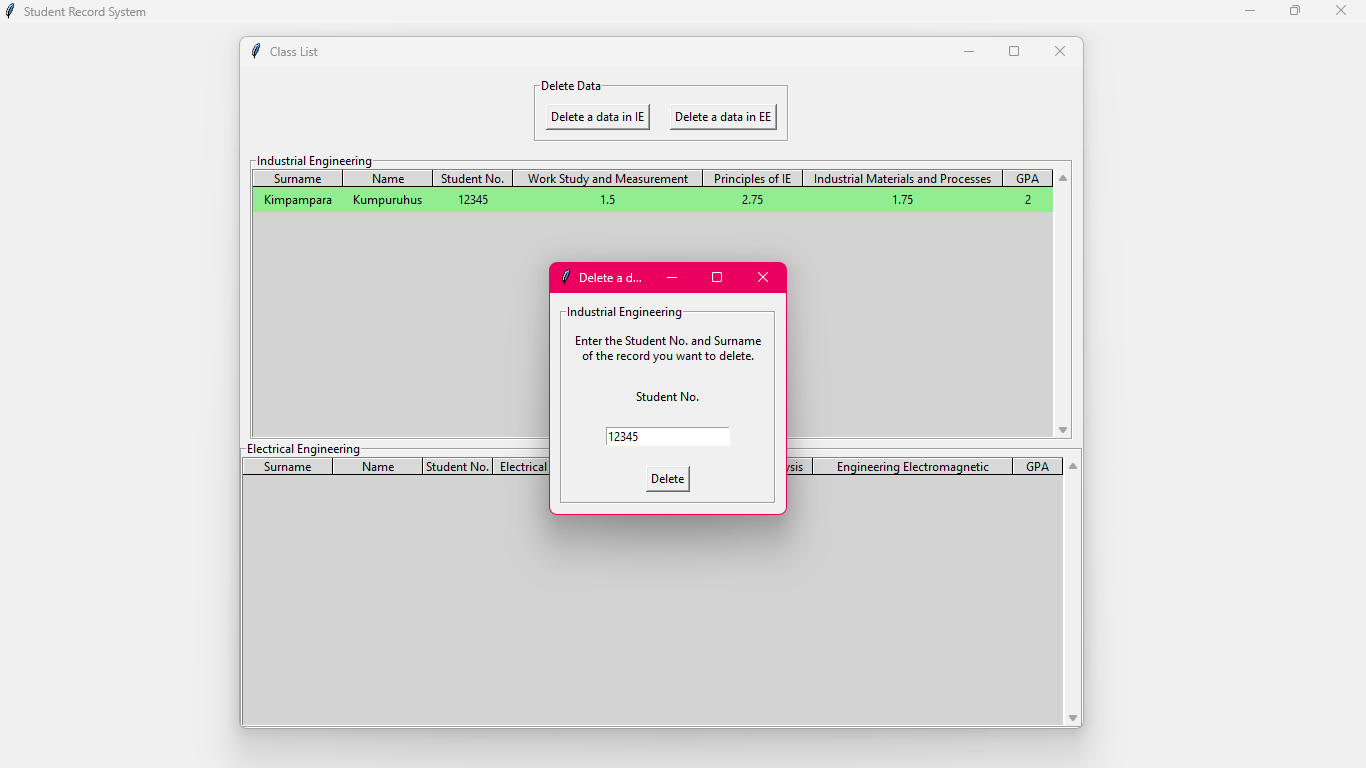 Student Record System
Class List
Delete Data
Delete a data in IE Delete a data in EE
Industrial Engineering
Surname Name Student No. Work Study and Measurement Principles of IE Industrial Materials and Processes GPA
Kimpampara Kumpuruhus 12345 1.5 2.75 1.75 2
Delete a d...
Industrial Engineering
Enter the Student No. and Surname
of the record you want to delete.
Student No.
12345
Delete
Electrical Engineering
Surname Name Student No. Electrical Engineering Electromagnetic GPA